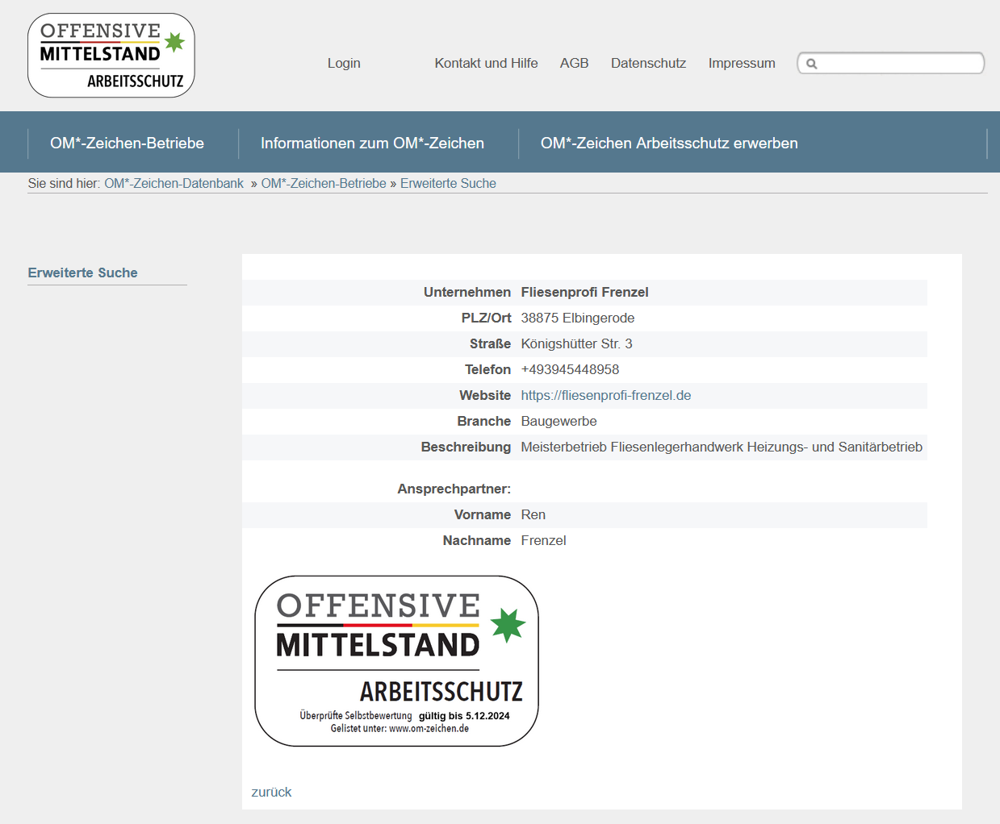 OFFENSIVE
MITTELSTAND
ARBEITSSCHUTZ
Login Kontakt und Hilfe AGB Datenschutz Impressum
OM*-Zeichen-Betriebe Informationen zum OM*-Zeichen OM*-Zeichen Arbeitsschutz erwerben
Sie sind hier: OM*-Zeichen-Datenbank » OM*-Zeichen-Betriebe » Erweiterte Suche
Erweiterte Suche
Unternehmen Fliesenprofi Frenzel
PLZ/Ort 38875 Elbingerode
Straße Königshütter Str. 3
Telefon +493945448958
Website https://fliesenprofi-frenzel.de
Branche Baugewerbe
Beschreibung Meisterbetrieb Fliesenlegerhandwerk Heizungs- und Sanitärbetrieb
Ansprechpartner:
Vorname Ren
Nachname Frenzel
OFFENSIVE
MITTELSTAND
ARBEITSSCHUTZ
Überprüfte Selbstbewertung gültig bis 5.12.2024
Gelistet unter: www.om-zeichen.de
zurück